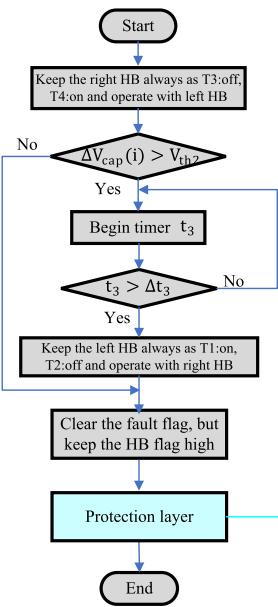 Start
Keep the right HB always as T3:off,
T4:on and operate with left HB
No
ΔVcap(i) > Vth2
Yes
Begin timer t3
t3 > Δt3
No
Yes
Keep the left HB always as T1:on,
T2:off and operate with right HB
Clear the fault flag, but
keep the HB flag high
Protection layer
End